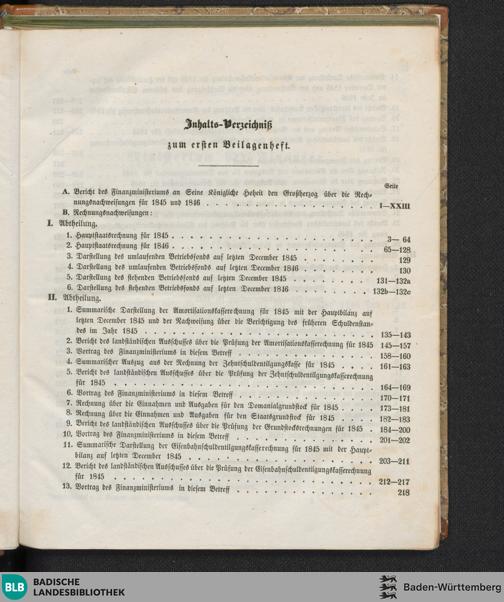 Inhalts-Verzeichniß
zum ersten Beilagenheft.
Seite
A. Bericht des Finanzministeriums an Seine Königliche Hoheit den Großherzog über die Rech-
nungsnachweisungen für 1845 und 1846 I—XXIII
B. Rechnungsnachweisungen:
I. Abtheilung.
1. Hauptstaatsrechnung für 1845 3— 64
2. Hauptstaatsrechnung für 1846 65—128
3. Darstellung des umlaufenden Betriebsfonds auf letzten December 1845 129
4. Darstellung des umlaufenden Betriebsfonds auf letzten December 1846 130
5. Darstellung des stehenden Betriebsfonds auf letzten December 1845 131—132a
6. Darstellung des stehenden Betriebsfonds auf letzten December 1846 132b—132c
II. Abtheilung.
1. Summarische Darstellung der Amortisationskasserechnung für 1845 mit der Hauptbilanz auf
letzten December 1845 und der Nachweisung über die Berichtigung des früheren Schuldenstan-
des im Jahr 1845 135—143
2. Bericht des landständischen Ausschusses über die Prüfung der Amortisationskasserechnung für 1845 145—157
3. Vortrag des Finanzministeriums in diesem Betreff 158—160
4. Summarischer Auszug aus der Rechnung der Zehntschuldentilgungskasse für 1845 161—163
5. Bericht des landständischen Ausschusses über die Prüfung der Zehntschuldentilgungskasserechnung
für 1845 164—169
6. Vortrag des Finanzministeriums in diesem Betreff 170—171
7. Rechnung über die Einnahmen und Ausgaben für den Domanialgrundstock für 1845 173—181
8. Rechnung über die Einnahmen und Ausgaben für den Staatsgrundstock für 1845 182—183
9. Bericht des landständischen Ausschusses über die Prüfung der Grundstocksrechnungen für 1845 184—200
10. Vortrag des Finanzministeriums in diesem Betreff 201—202
11. Summarische Darstellung der Eisenbahnschuldentilgungskasserechnung für 1845 mit der Haupt-
bilanz auf letzten December 1845 203—211
12. Bericht des landständischen Ausschusses über die Prüfung der Eisenbahnschuldentilgungskasserechnung
für 1845 212—217
13. Vortrag des Finanzministeriums in diesem Betreff 218
BLB BADISCHE
LANDESBIBLIOTHEK
Baden-Württemberg